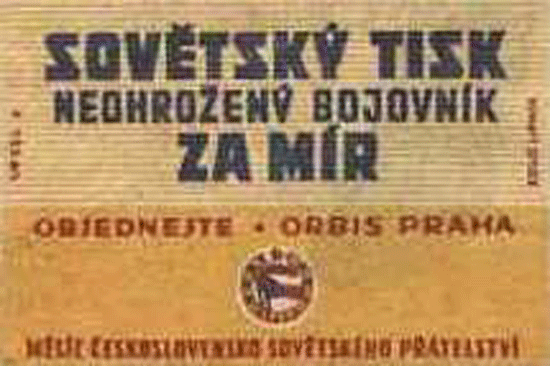 SOVĚTSKÝ TISK
NEOHROŽENÝ BOJOVNÍK
ZA MÍR
OBJEDNEJTE • ORBIS PRAHA
MĚSÍC ČESKOSLOVENSKO SOVĚTSKÉHO PŘÁTELSTVÍ